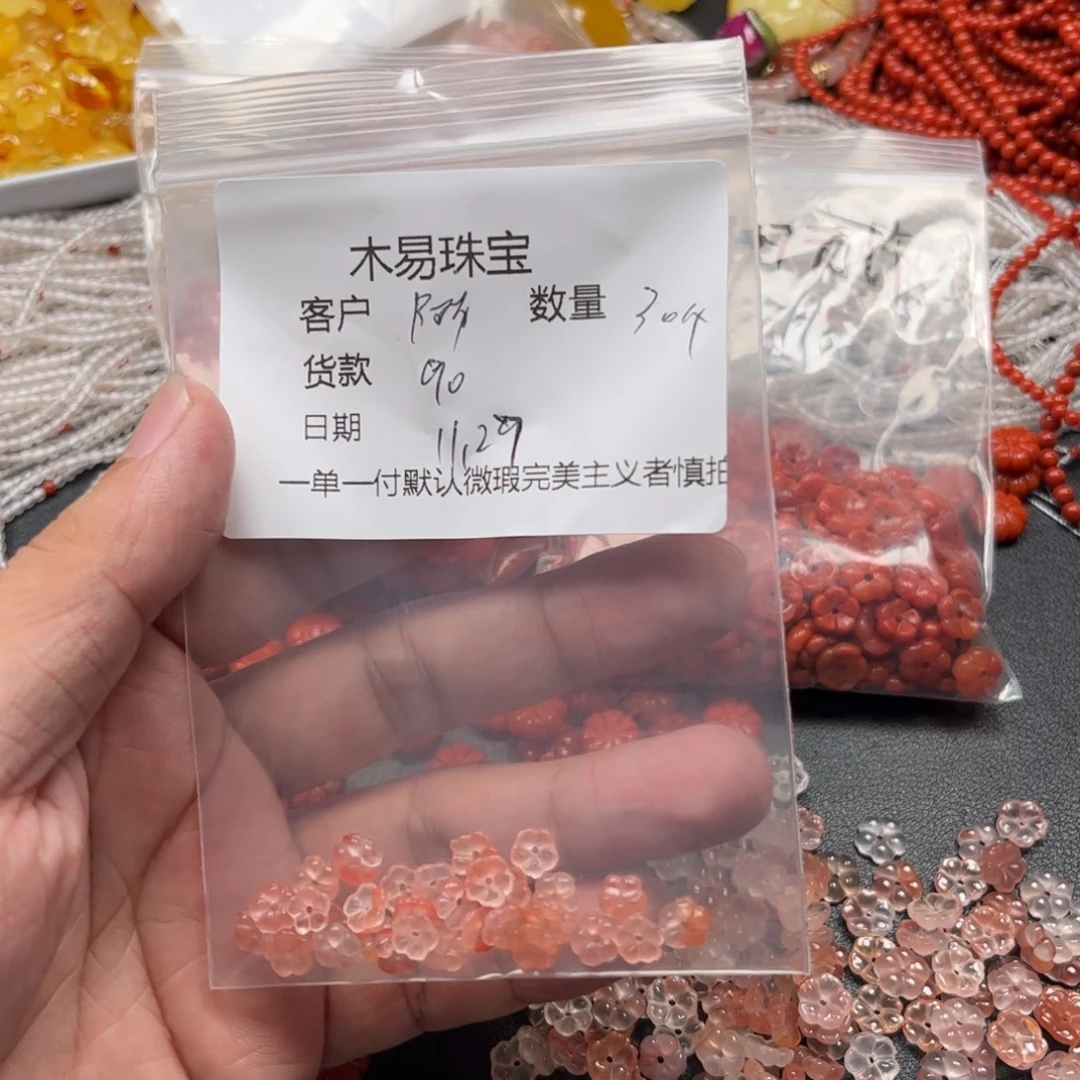 木易珠宝
客户 数量 30个
货款 90
日期 11.29
一单一付默认微瑕完美主义者慎拍